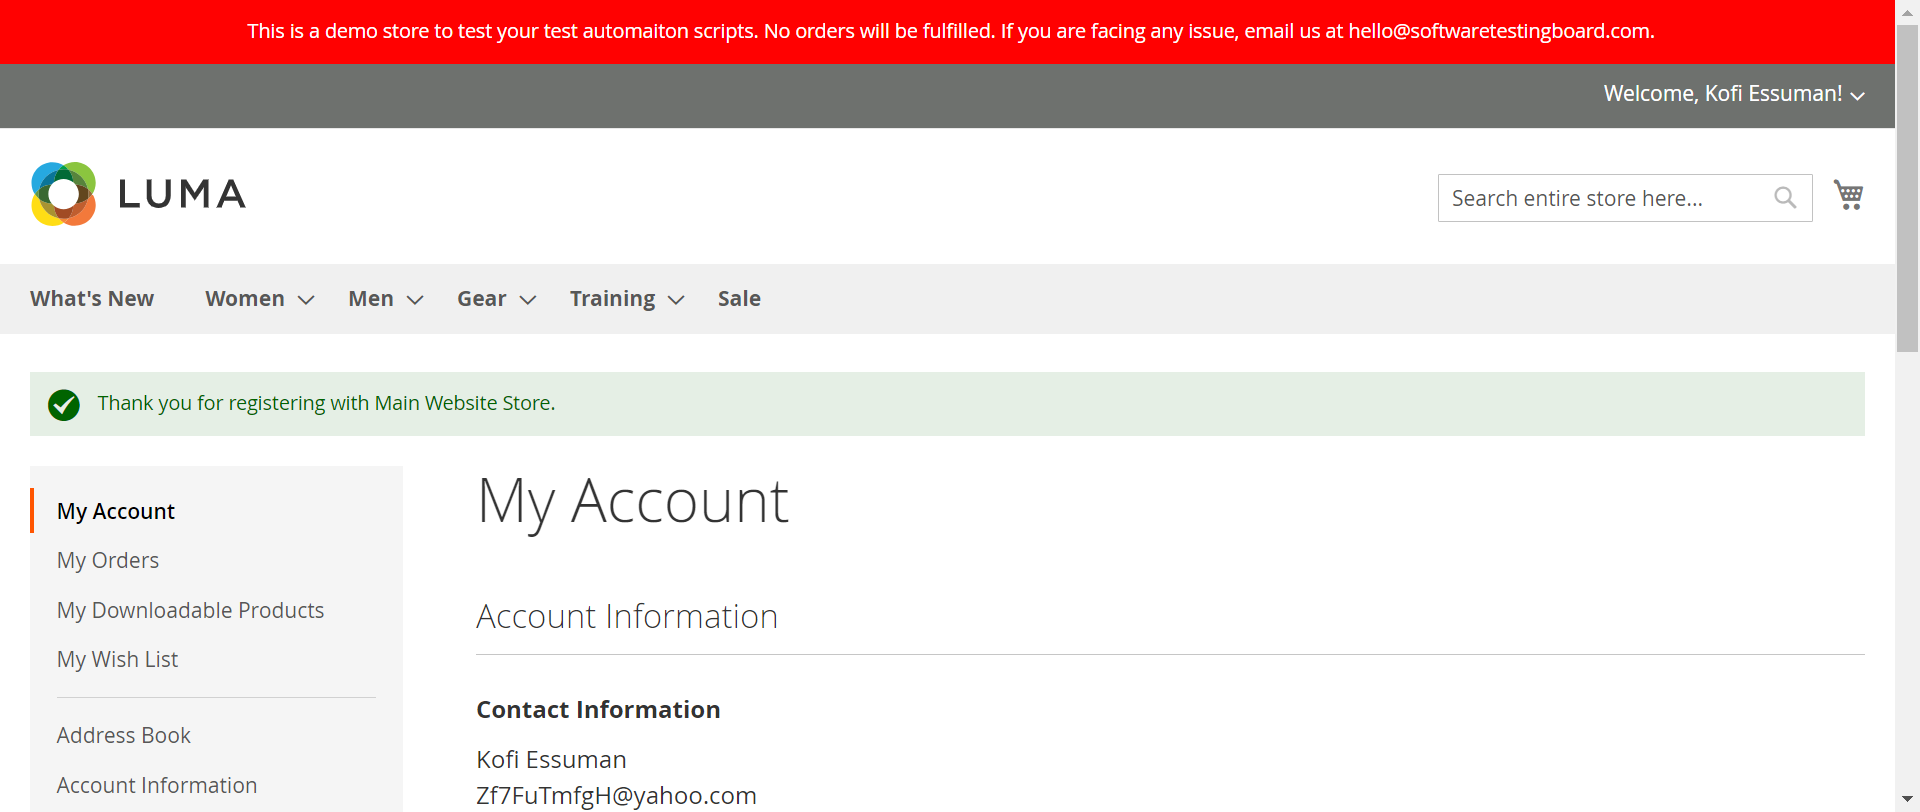 This is a demo store to test your test automaiton scripts. No orders will be fulfilled. If you are facing any issue, email us at hello@softwaretestingboard.com.
Welcome, Kofi Essuman!
LUMA
Search entire store here...
What's New Women Men Gear Training Sale
Thank you for registering with Main Website Store.
My Account
My Orders
My Downloadable Products
My Wish List
Address Book
Account Information
My Account
Account Information
Contact Information
Kofi Essuman
Zf7FuTmfgH@yahoo.com